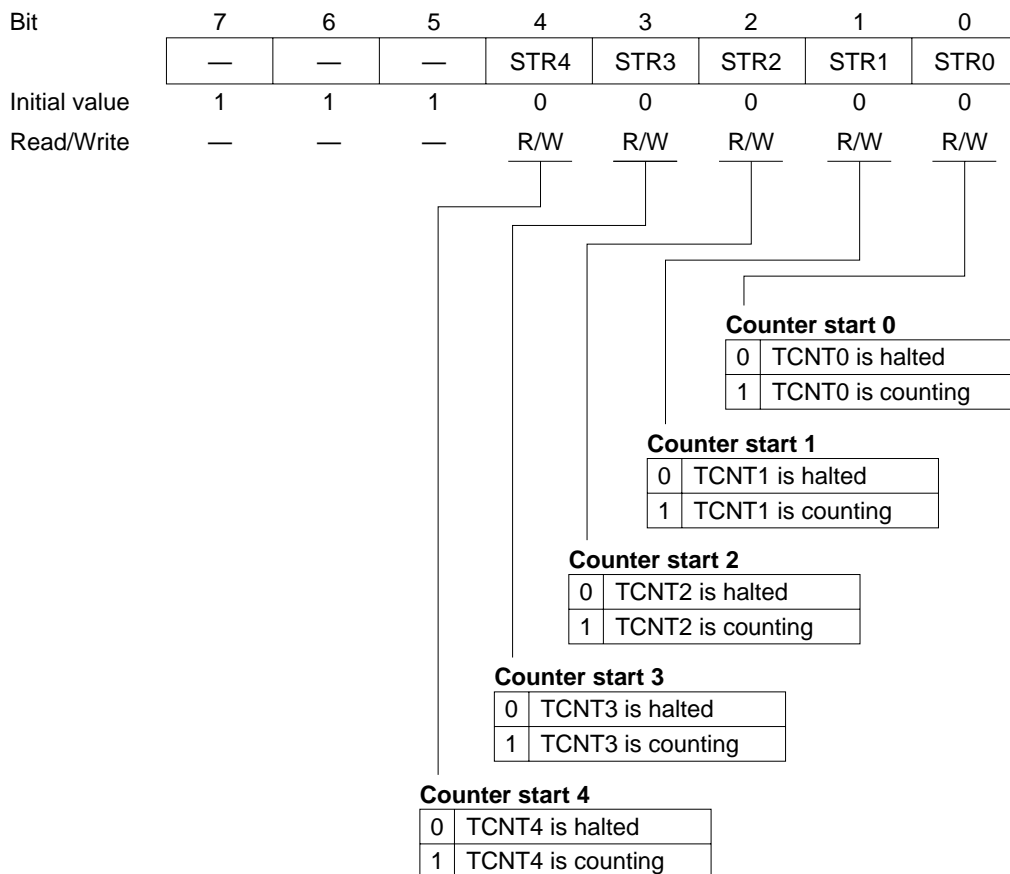 Bit 7 6 5 4 3 2 1 0
— — — STR4 STR3 STR2 STR1 STR0
Initial value 1 1 1 0 0 0 0 0
Read/Write — — — R/W R/W R/W R/W R/W
Counter start 0
0 TCNT0 is halted
1 TCNT0 is counting
Counter start 1
0 TCNT1 is halted
1 TCNT1 is counting
Counter start 2
0 TCNT2 is halted
1 TCNT2 is counting
Counter start 3
0 TCNT3 is halted
1 TCNT3 is counting
Counter start 4
0 TCNT4 is halted
1 TCNT4 is counting